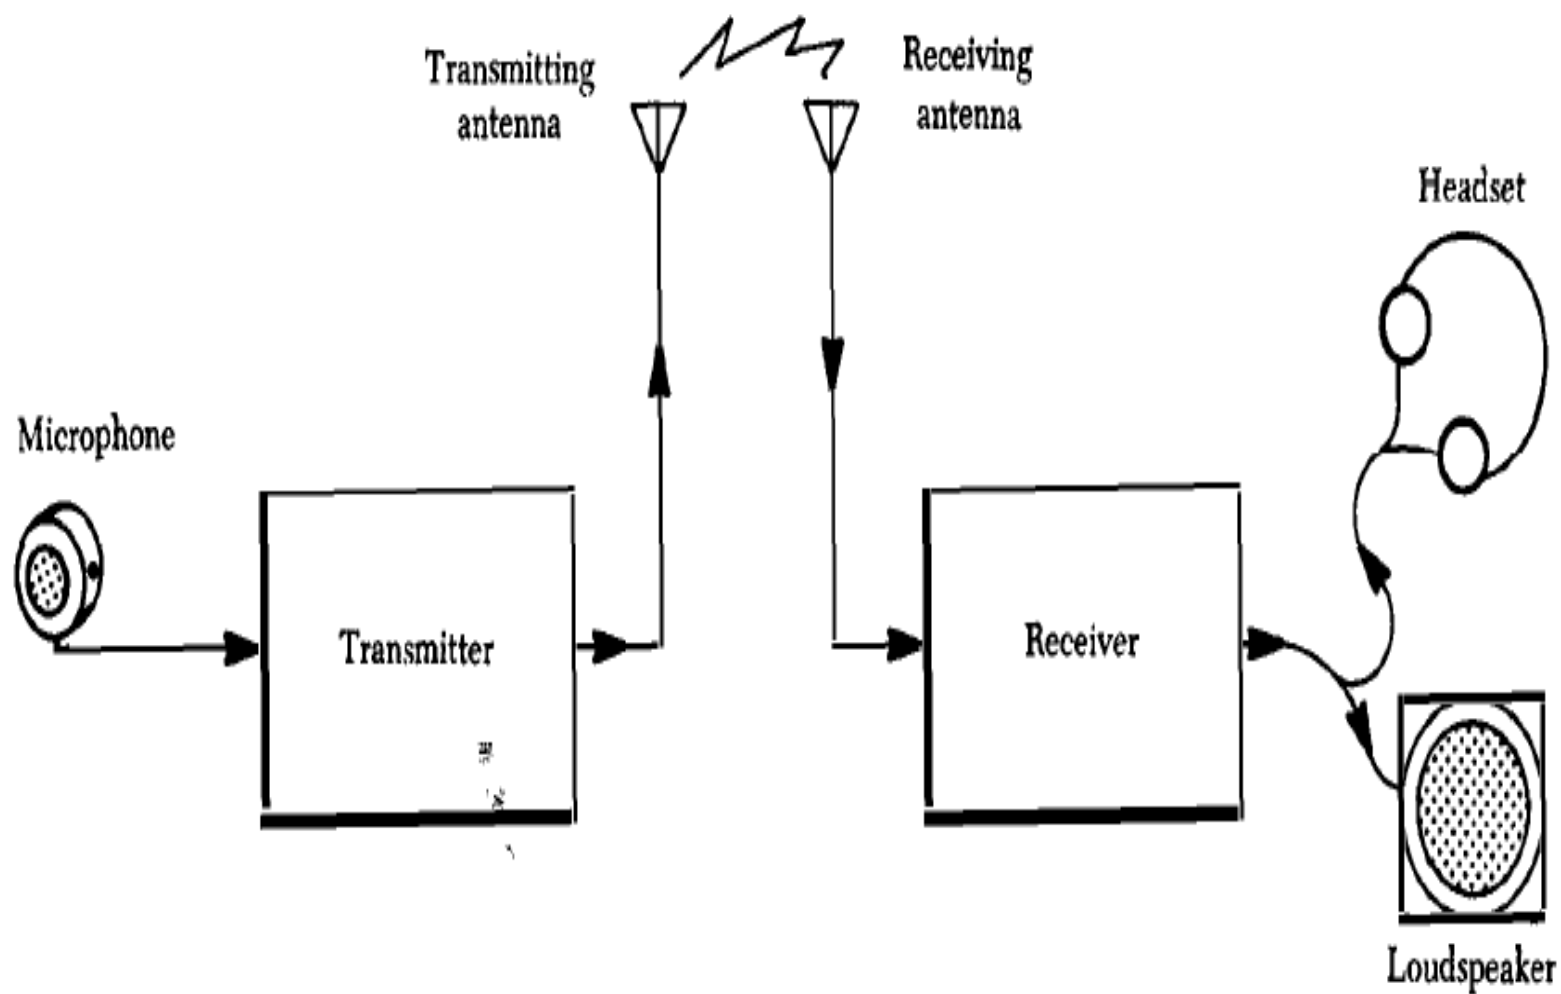 Transmitting
antenna
Receiving
antenna
Headset
Microphone
Transmitter
Receiver
Loudspeaker